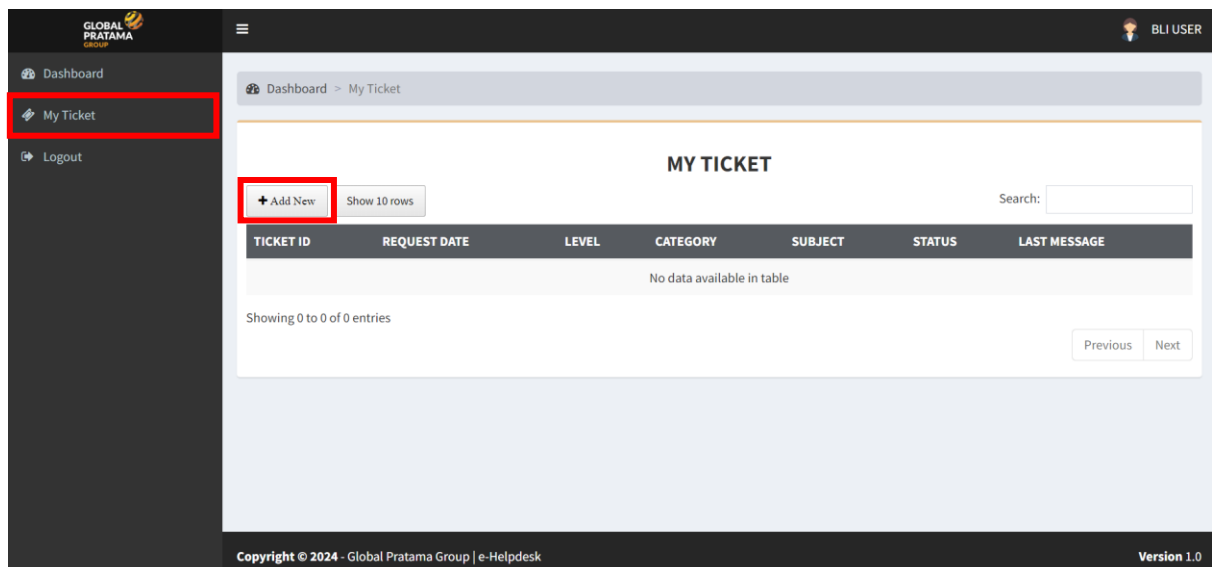 GLOBAL
PRATAMA
GROUP
BLI USER
Dashboard
My Ticket
Logout
Dashboard > My Ticket
MY TICKET
Add New
Show 10 rows
Search:
TICKET ID REQUEST DATE LEVEL CATEGORY SUBJECT STATUS LAST MESSAGE
No data available in table
Showing 0 to 0 of 0 entries
Previous Next
Copyright © 2024 - Global Pratama Group | e-Helpdesk
Version 1.0